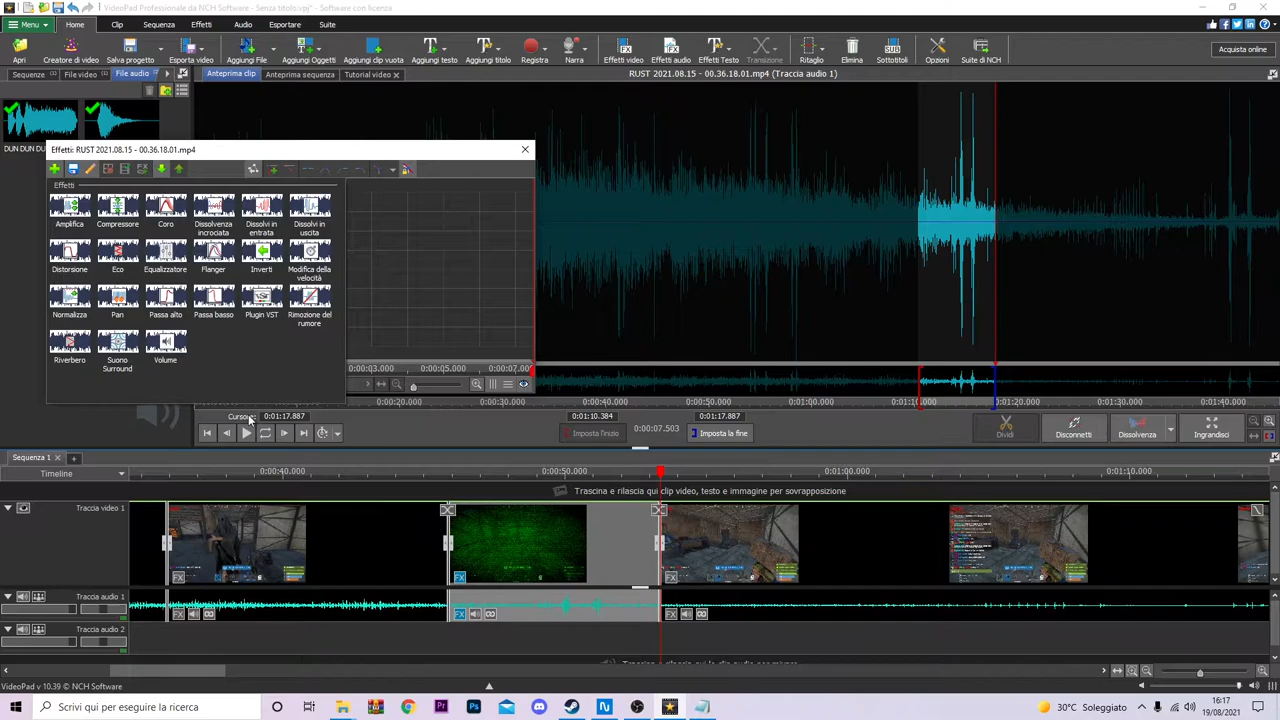 VideoPad Professionale da NCH Software - Senza titolo.vpj* - Software con licenza
Menu Home Clip Sequenza Effetti Audio Esportare Suite
Apri Creatore di video Salva progetto Esporta video Aggiungi File Aggiungi Oggetti Aggiungi clip vuota Aggiungi testo Aggiungi titolo Registra Narra Effetti video Effetti audio Effetti Testo Transizione Ritaglio Elimina Sottotitoli Opzioni Suite di NCH Acquista online
Sequenze File video File audio Anteprima clip Anteprima sequenza Tutorial video RUST 2021.08.15 - 00.36.18.01.mp4 (Traccia audio 1)
DUN DUN DU
Effetti: RUST 2021.08.15 - 00.36.18.01.mp4
Effetti
Amplifica Compressore Coro Dissolvenza incrociata Dissolvi in entrata Dissolvi in uscita
Distorsione Eco Equalizzatore Flanger Inverti Modifica della velocità
Normalizza Pan Passa alto Passa basso Plugin VST Rimozione del rumore
Riverbero Suono Surround Volume
0:00:03.000 0:00:05.000 0:00:07.00
0:00:20.000 0:00:30.000 0:00:40.000 0:00:50.000 0:01:00.000 0:01:10.000 0:01:20.000 0:01:30.000 0:01:40.000
Cursore: 0:01:17.887 0:01:10.384 0:01:17.887
Imposta l'inizio 0:00:07.503 Imposta la fine Dividi Disconnetti Dissolvenza Ingrandisci
Sequenza 1
Timeline 0:00:40.000 0:00:50.000 0:01:00.000 0:01:10.000
Trascina e rilascia qui clip video, testo e immagine per sovrapposizione
Traccia video 1
FX FX FX
Traccia audio 1
FX FX
Traccia audio 2
VideoPad v 10.39 © NCH Software
Scrivi qui per eseguire la ricerca 30°C Soleggiato 16:17
19/08/2021